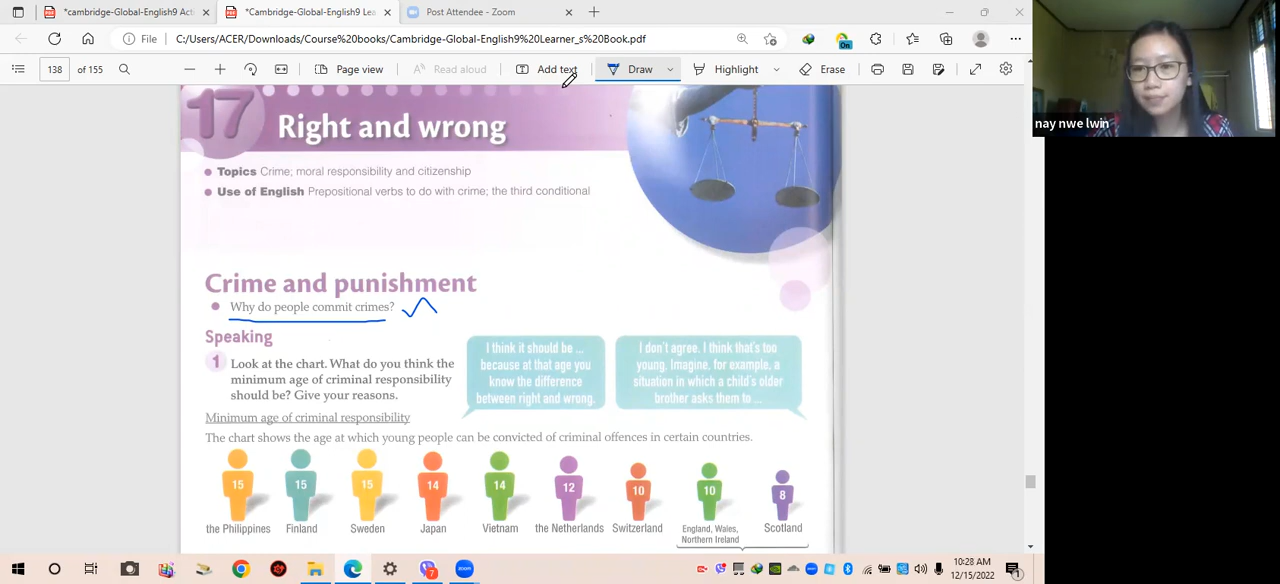 *cambridge-Global-English9 Acti
*Cambridge-Global-English9 Lea
Post Attendee - Zoom
File
C:/Users/ACER/Downloads/Course%20books/Cambridge-Global-English9%20Learner_s%20Book.pdf
On
138 of 155
Page view
Read aloud
Add text
Draw
Highlight
Erase
nay nwe lwin
17 Right and wrong
Topics Crime; moral responsibility and citizenship
Use of English Prepositional verbs to do with crime; the third conditional
Crime and punishment
Why do people commit crimes?
Speaking
1 Look at the chart. What do you think the
minimum age of criminal responsibility
should be? Give your reasons.
I think it should be ...
because at that age you
know the difference
between right and wrong.
I don't agree. I think that's too
young. Imagine, for example, a
situation in which a child's older
brother asks them to ...
Minimum age of criminal responsibility
The chart shows the age at which young people can be convicted of criminal offences in certain countries.
15 15 15 14 14 12 10 10 8
the Philippines Finland Sweden Japan Vietnam the Netherlands Switzerland England, Wales, Scotland
Northern Ireland
7
zoom
10:28 AM
12/15/2022
1